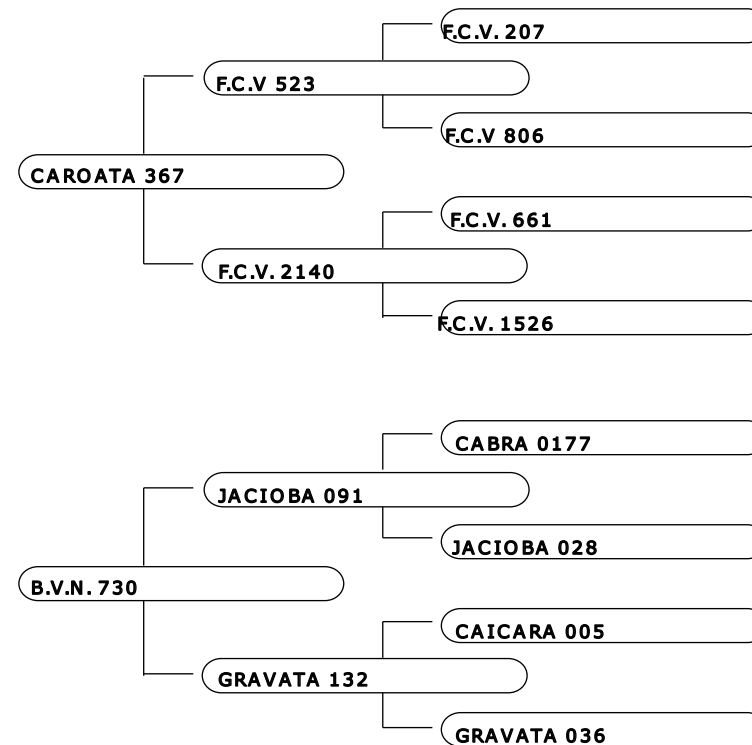 F.C.V. 207
F.C.V 523
F.C.V 806
CAROATA 367
F.C.V. 661
F.C.V. 2140
F.C.V. 1526
CABRA 0177
JACIOBA 091
JACIOBA 028
B.V.N. 730
CAICARA 005
GRAVATA 132
GRAVATA 036